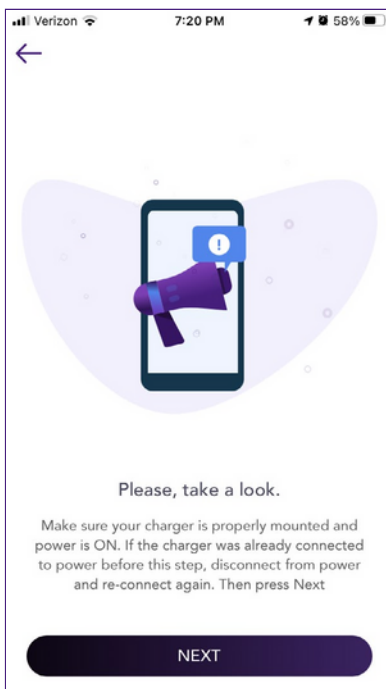 Verizon 7:20 PM 58%
!
Please, take a look.
Make sure your charger is properly mounted and
power is ON. If the charger was already connected
to power before this step, disconnect from power
and re-connect again. Then press Next
NEXT